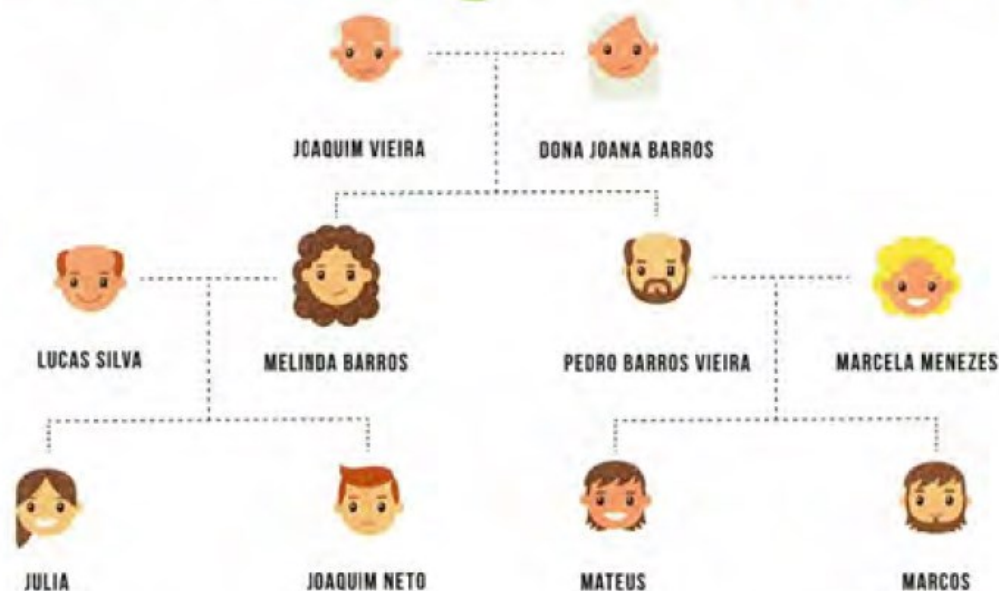 JOAQUIM VIEIRA
DONA JOANA BARROS
LUCAS SILVA
MELINDA BARROS
PEDRO BARROS VIEIRA
MARCELA MENEZES
JULIA
JOAQUIM NETO
MATEUS
MARCOS